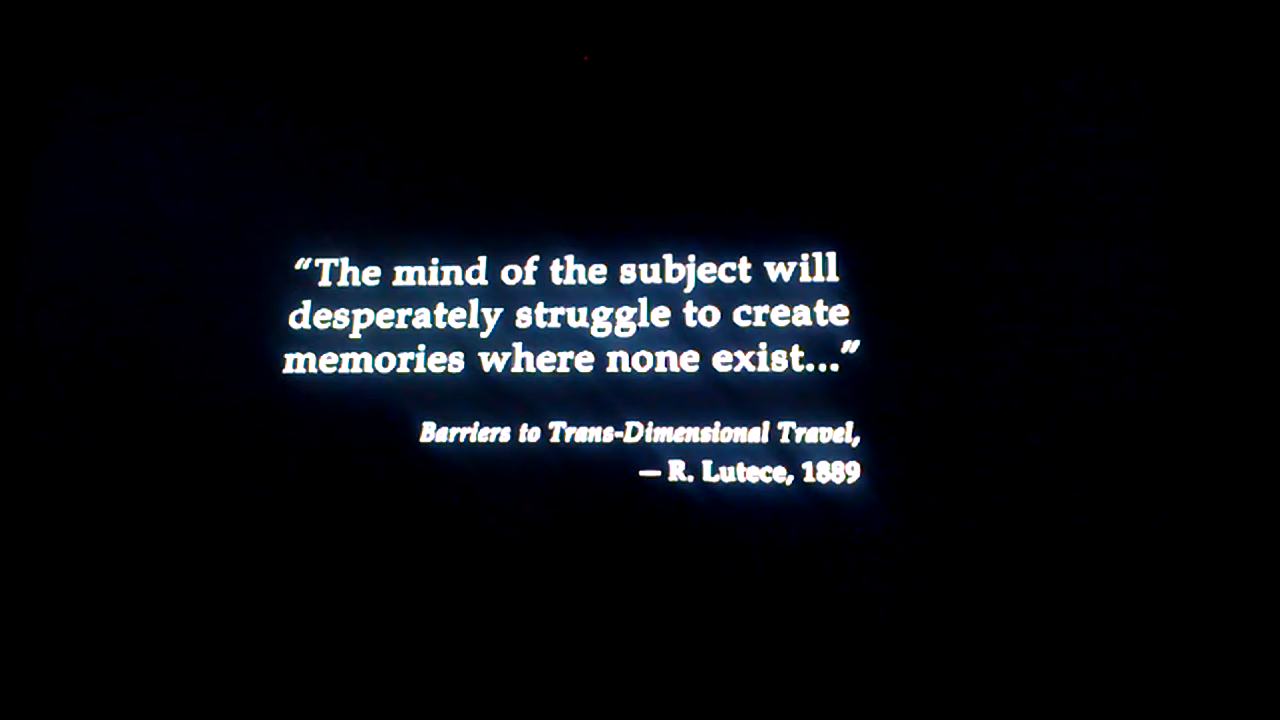 “The mind of the subject will
desperately struggle to create
memories where none exist...”
Barriers to Trans-Dimensional Travel,
— R. Lutece, 1889